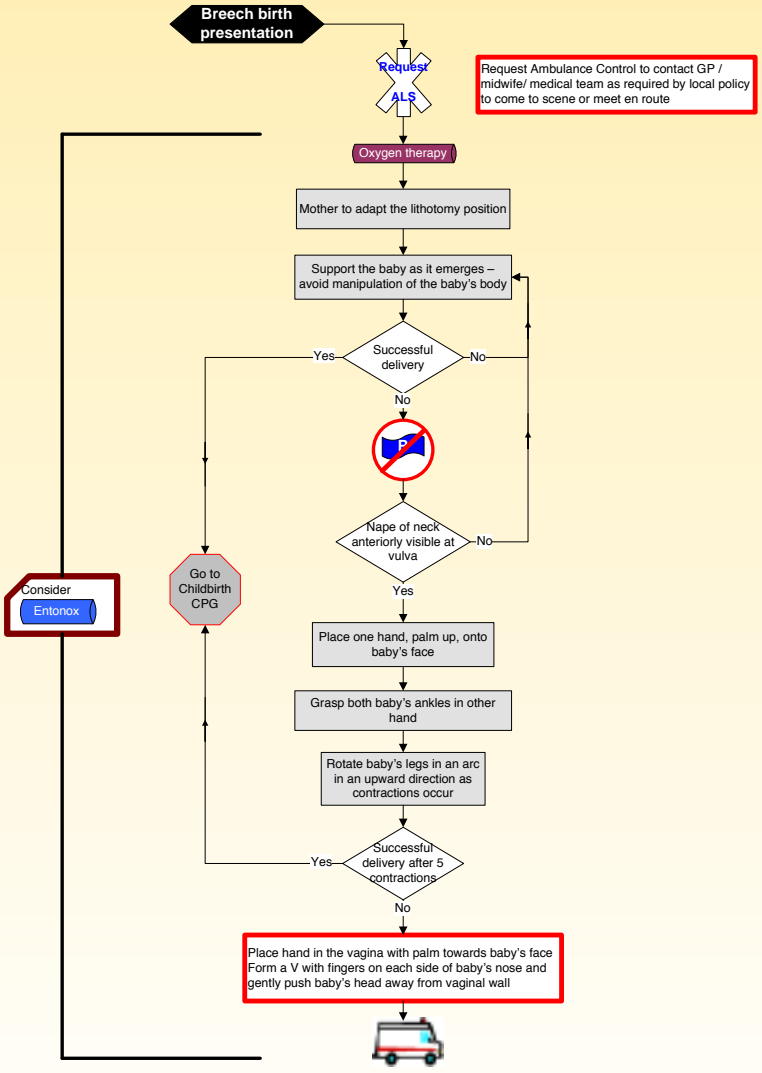 Breech birth
presentation
Request
ALS
Request Ambulance Control to contact GP /
midwife/ medical team as required by local policy
to come to scene or meet en route
Oxygen therapy
Mother to adapt the lithotomy position
Support the baby as it emerges –
avoid manipulation of the baby's body
Successful
delivery
Yes
No
No
P
Nape of neck
anteriorly visible at
vulva
No
Yes
Go to
Childbirth
CPG
Consider
Entonox
Place one hand, palm up, onto
baby's face
Grasp both baby's ankles in other
hand
Rotate baby's legs in an arc
in an upward direction as
contractions occur
Successful
delivery after 5
contractions
Yes
No
Place hand in the vagina with palm towards baby's face
Form a V with fingers on each side of baby's nose and
gently push baby's head away from vaginal wall